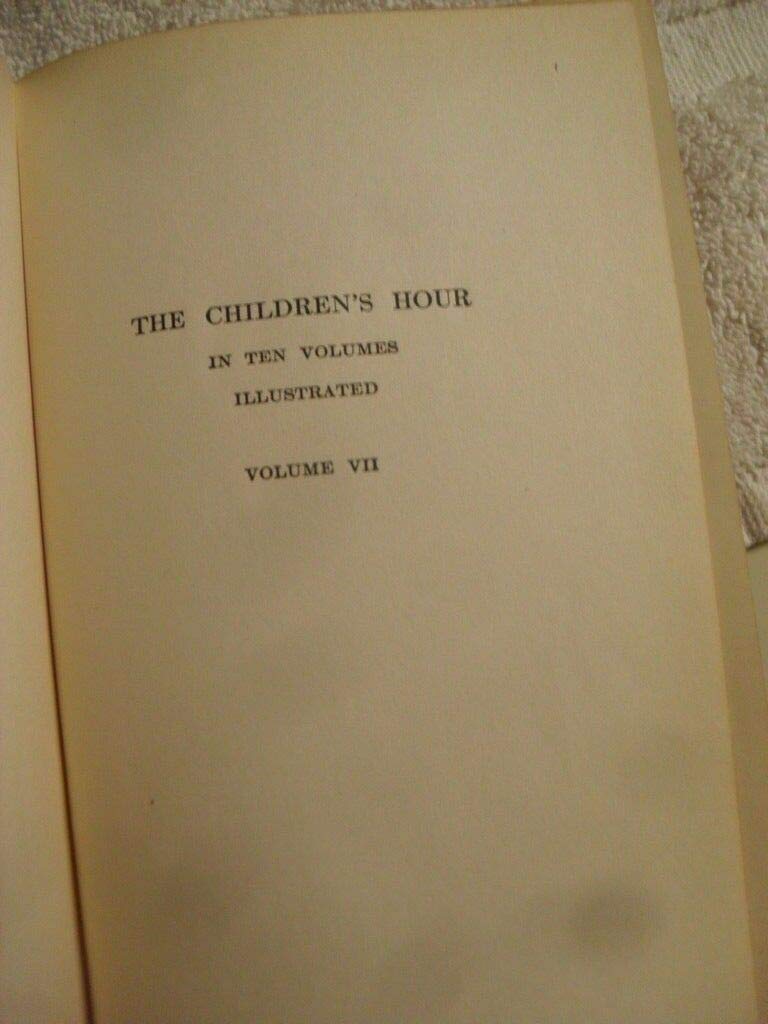 THE CHILDREN'S HOUR
IN TEN VOLUMES
ILLUSTRATED
VOLUME VII